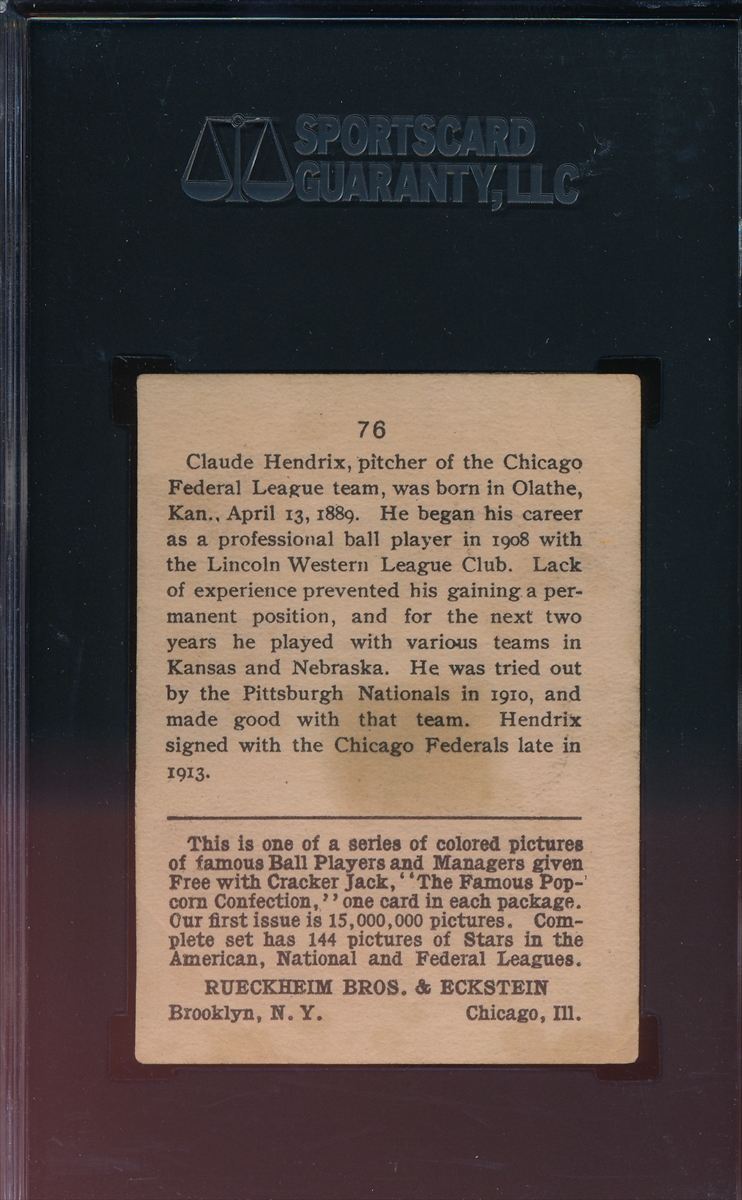 SPORTSCARD
GUARANTY, LLC
76
Claude Hendrix, pitcher of the Chicago
Federal League team, was born in Olathe,
Kan., April 13, 1889. He began his career
as a professional ball player in 1908 with
the Lincoln Western League Club. Lack
of experience prevented his gaining a per-
manent position, and for the next two
years he played with various teams in
Kansas and Nebraska. He was tried out
by the Pittsburgh Nationals in 1910, and
made good with that team. Hendrix
signed with the Chicago Federals late in
1913.
This is one of a series of colored pictures
of famous Ball Players and Managers given
Free with Cracker Jack, "The Famous Pop-
corn Confection," one card in each package.
Our first issue is 15,000,000 pictures. Com-
plete set has 144 pictures of Stars in the
American, National and Federal Leagues.
RUECKHEIM BROS. & ECKSTEIN
Brooklyn, N. Y. Chicago, Ill.